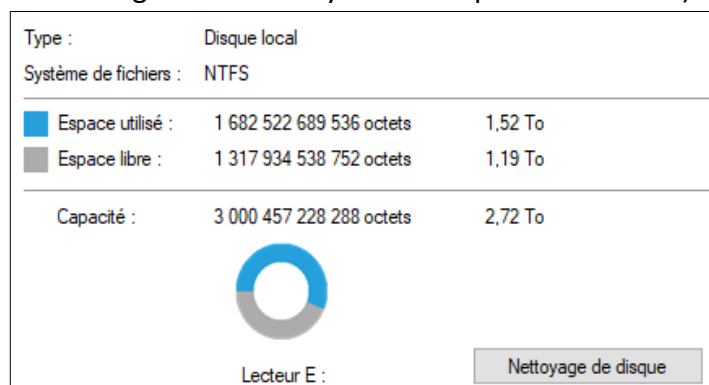 Type : Disque local
Système de fichiers : NTFS
Espace utilisé : 1 682 522 689 536 octets 1,52 To
Espace libre : 1 317 934 538 752 octets 1,19 To
Capacité : 3 000 457 228 288 octets 2,72 To
Lecteur E :
Nettoyage de disque